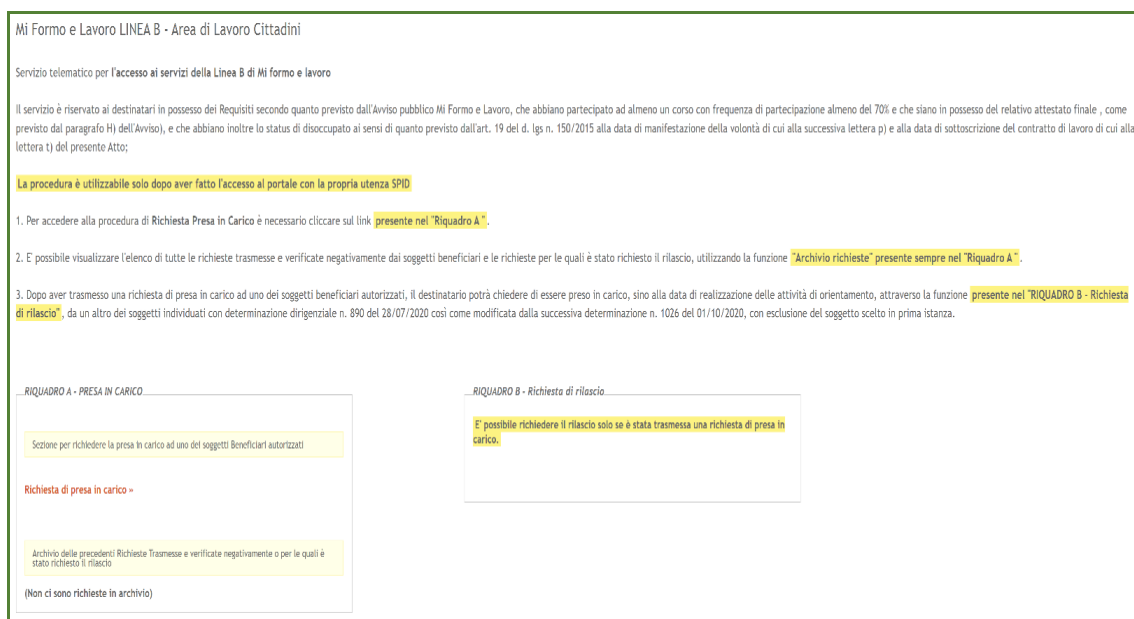 Mi Formo e Lavoro LINEA B - Area di Lavoro Cittadini
Servizio telematico per l'accesso ai servizi della Linea B di Mi formo e lavoro
Il servizio è riservato ai destinatari in possesso dei Requisiti secondo quanto previsto dall'Avviso pubblico Mi Formo e Lavoro, che abbiano partecipato ad almeno un corso con frequenza di partecipazione almeno del 70% e che siano in possesso del relativo attestato finale , come
previsto dal paragrafo H) dell'Avviso), e che abbiano inoltre lo status di disoccupato ai sensi di quanto previsto dall'art. 19 del d. lgs n. 150/2015 alla data di manifestazione della volontà di cui alla successiva lettera p) e alla data di sottoscrizione del contratto di lavoro di cui alla
lettera t) del presente Atto;
La procedura è utilizzabile solo dopo aver fatto l'accesso al portale con la propria utenza SPID
1. Per accedere alla procedura di Richiesta Presa in Carico è necessario cliccare sul link presente nel "Riquadro A ".
2. E' possibile visualizzare l'elenco di tutte le richieste trasmesse e verificate negativamente dai soggetti beneficiari e le richieste per le quali è stato richiesto il rilascio, utilizzando la funzione "Archivio richieste" presente sempre nel "Riquadro A ".
3. Dopo aver trasmesso una richiesta di presa in carico ad uno dei soggetti beneficiari autorizzati, il destinatario potrà chiedere di essere preso in carico, sino alla data di realizzazione delle attività di orientamento, attraverso la funzione presente nel "RIQUADRO B - Richiesta
di rilascio", da un altro dei soggetti individuati con determinazione dirigenziale n. 890 del 28/07/2020 così come modificata dalla successiva determinazione n. 1026 del 01/10/2020, con esclusione del soggetto scelto in prima istanza.
RIQUADRO A - PRESA IN CARICO
Sezione per richiedere la presa in carico ad uno dei soggetti Beneficiari autorizzati
Richiesta di presa in carico »
Archivio delle precedenti Richieste Trasmesse e verificate negativamente o per le quali è
stato richiesto il rilascio
(Non ci sono richieste in archivio)
RIQUADRO B - Richiesta di rilascio
E' possibile richiedere il rilascio solo se è stata trasmessa una richiesta di presa in
carico.